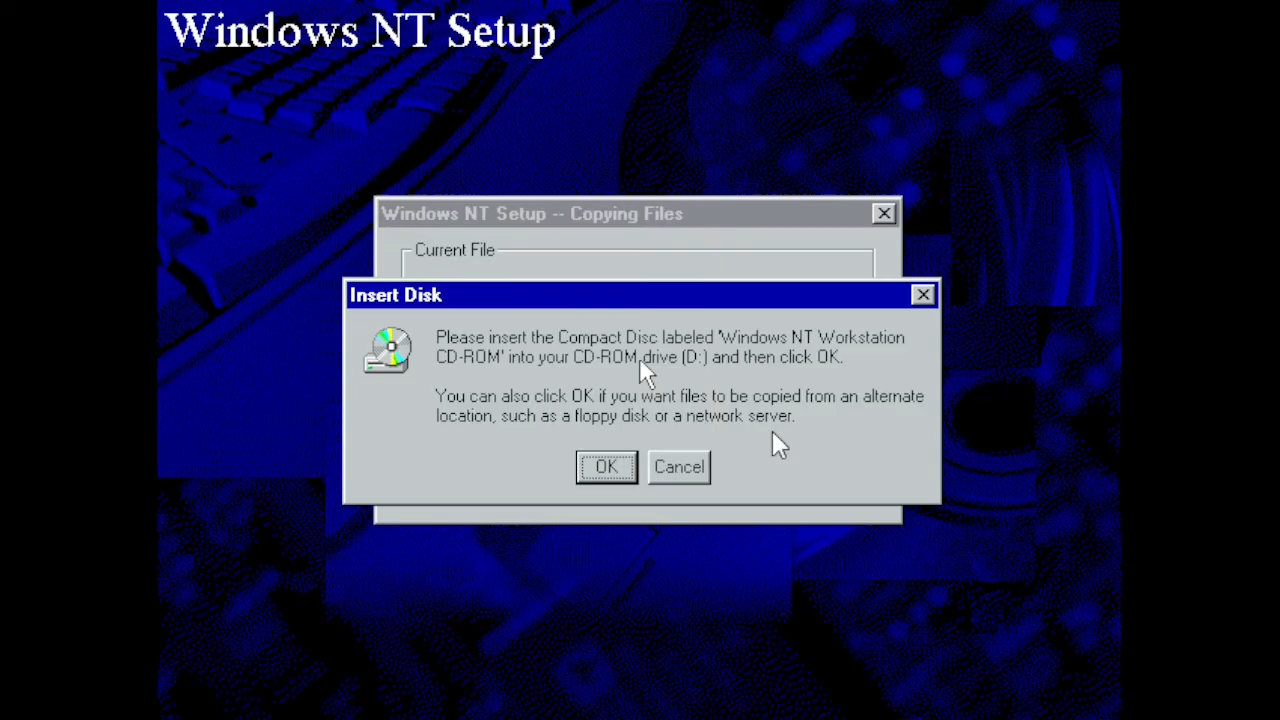 Windows NT Setup
Windows NT Setup -- Copying Files
Current File
Insert Disk
Please insert the Compact Disc labeled 'Windows NT Workstation
CD-ROM' into your CD-ROM drive (D:) and then click OK.
You can also click OK if you want files to be copied from an alternate
location, such as a floppy disk or a network server.
OK
Cancel